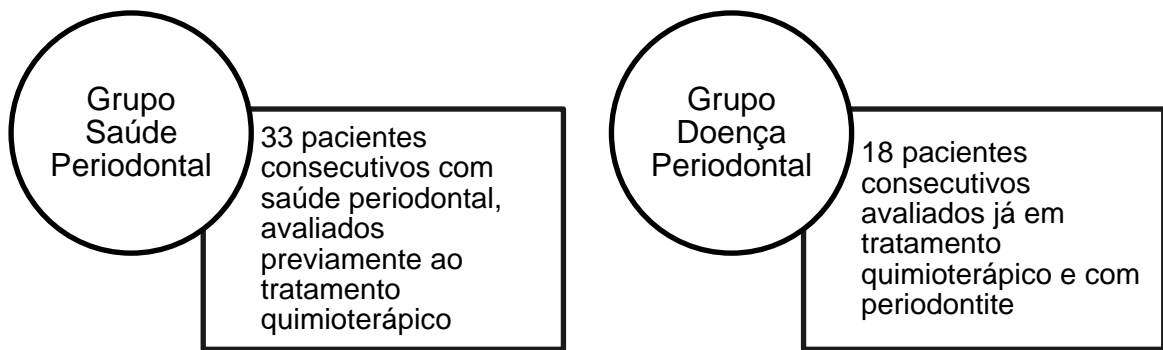 Grupo
Saúde
Periodontal
33 pacientes
consecutivos com
saúde periodontal,
avaliados
previamente ao
tratamento
quimioterápico
Grupo
Doença
Periodontal
18 pacientes
consecutivos
avaliados já em
tratamento
quimioterápico e com
periodontite